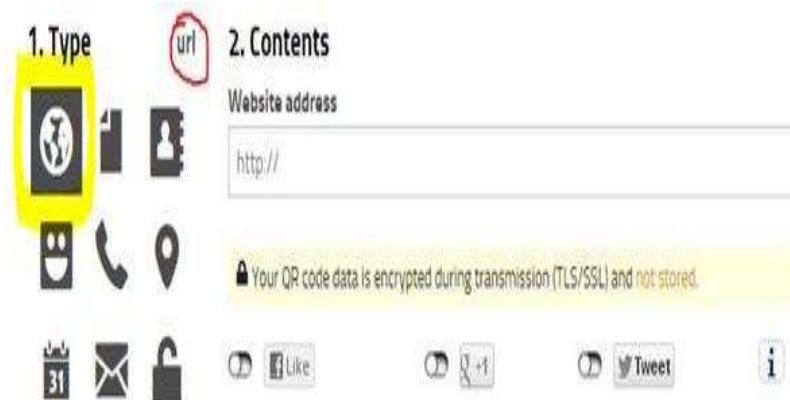 1. Type
url
2. Contents
Website address
http://
Your QR code data is encrypted during transmission (TLS/SSL) and not stored.
31
Like
+1
Tweet
i